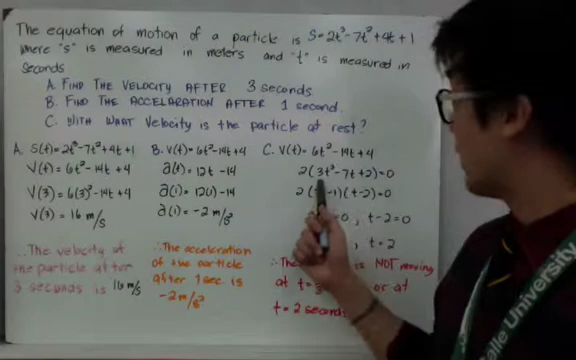 The equation of motion of a particle is S=2t³-7t²+4t+1
where "s" is measured in meters and "t" is measured in
seconds
A. FIND THE VELOCITY AFTER 3 seconds
B. FIND THE ACCELERATION AFTER 1 second.
C. WITH WHAT Velocity is the particle at rest?
A. S(t)=2t³-7t²+4t+1
V(t)=6t²-14t+4
V(3)=6(3)²-14t+4
V(3)=16 m/s
∴The velocity of
the particle after
3 seconds is 16m/s
B. V(t)=6t²-14t+4
a(t)=12t-14
a(1)=12(1)-14
a(1)=-2 m/s²
∴The acceleration
of the particle
after 1 sec is
-2m/s²
C. V(t)=6t²-14t+4
2(3t²-7t+2)=0
2( -1)(t-2)=0
=0, t-2=0
, t=2
is NOT moving
at t= or at
t=2 seconds
alle University